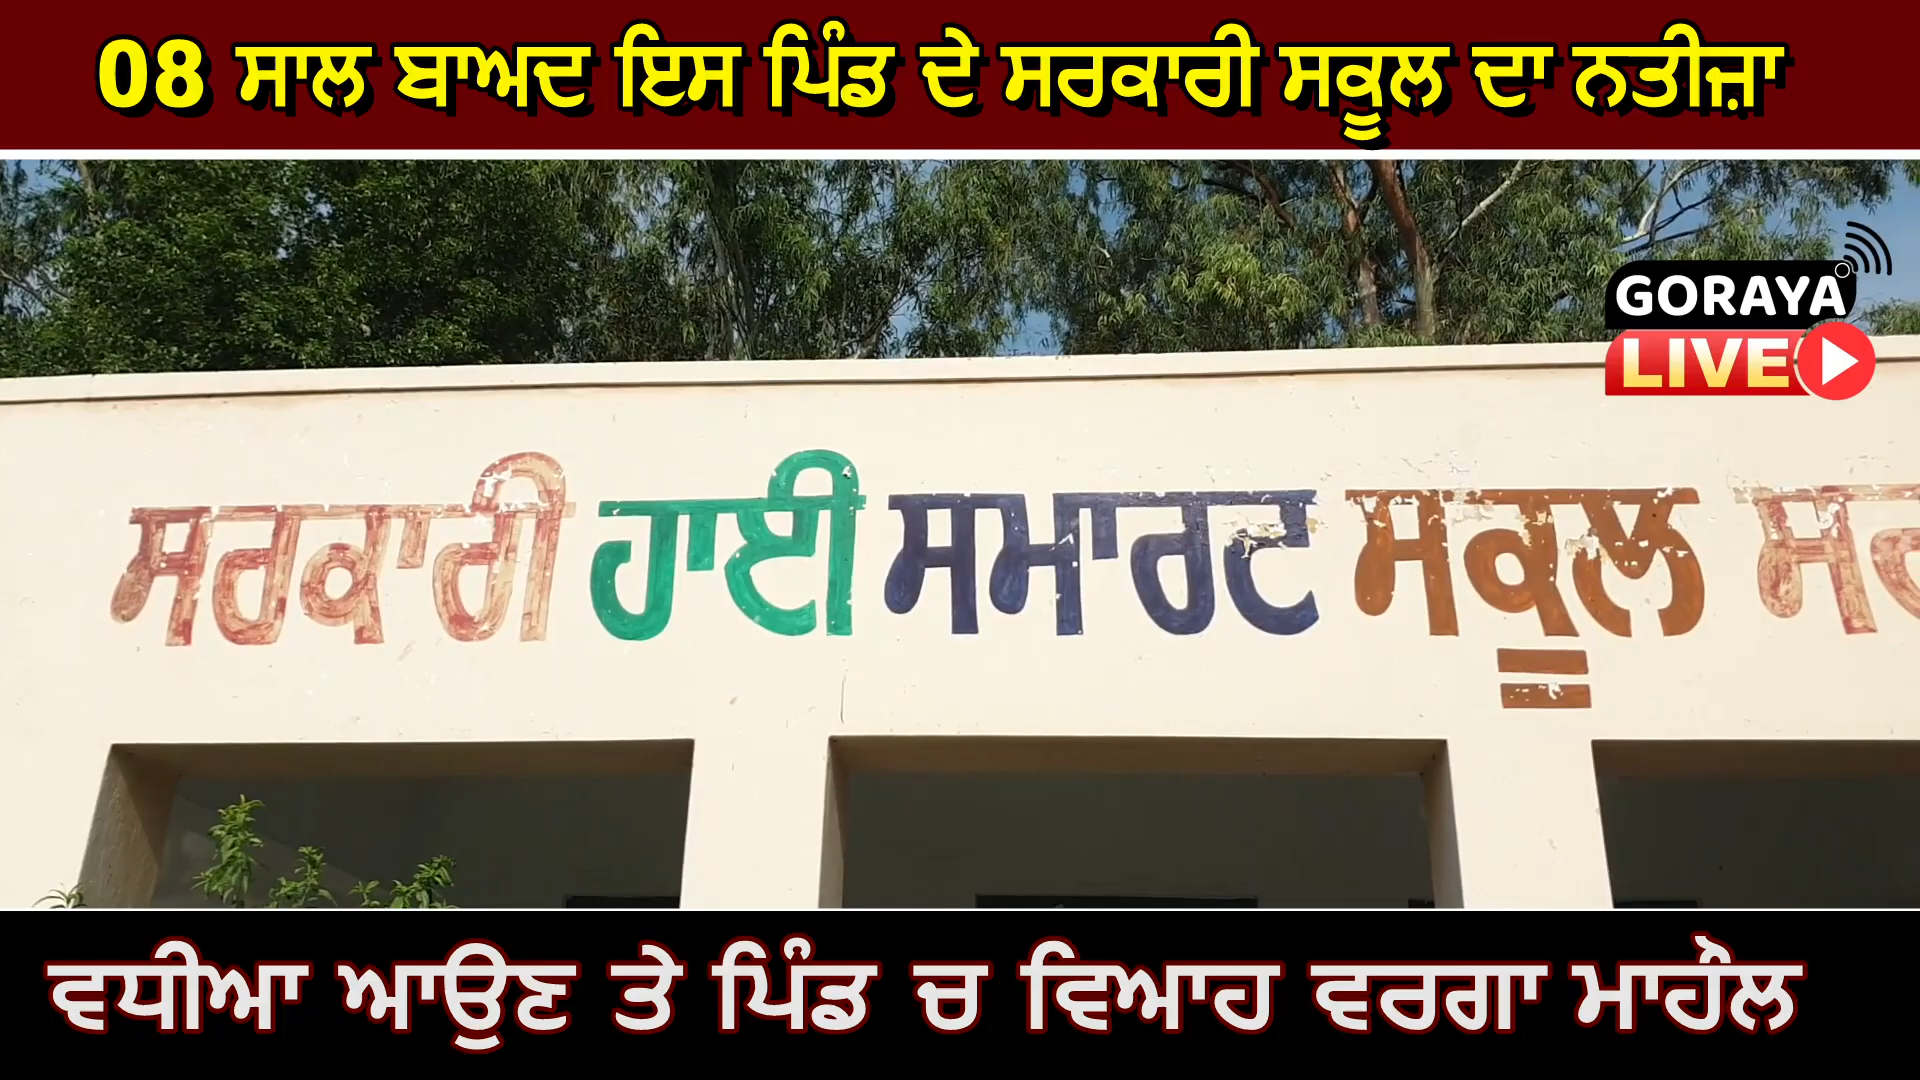 08 ਸਾਲ ਬਾਅਦ ਇਸ ਪਿੰਡ ਦੇ ਸਰਕਾਰੀ ਸਕੂਲ ਦਾ ਨਤੀਜ਼ਾ
GORAYA
LIVE
ਸਰਕਾਰੀ ਹਾਈ ਸਮਾਰਟ ਸਕੂਲ
ਵਧੀਆ ਆਉਣ ਤੇ ਪਿੰਡ ਚ ਵਿਆਹ ਵਰਗਾ ਮਾਹੌਲ